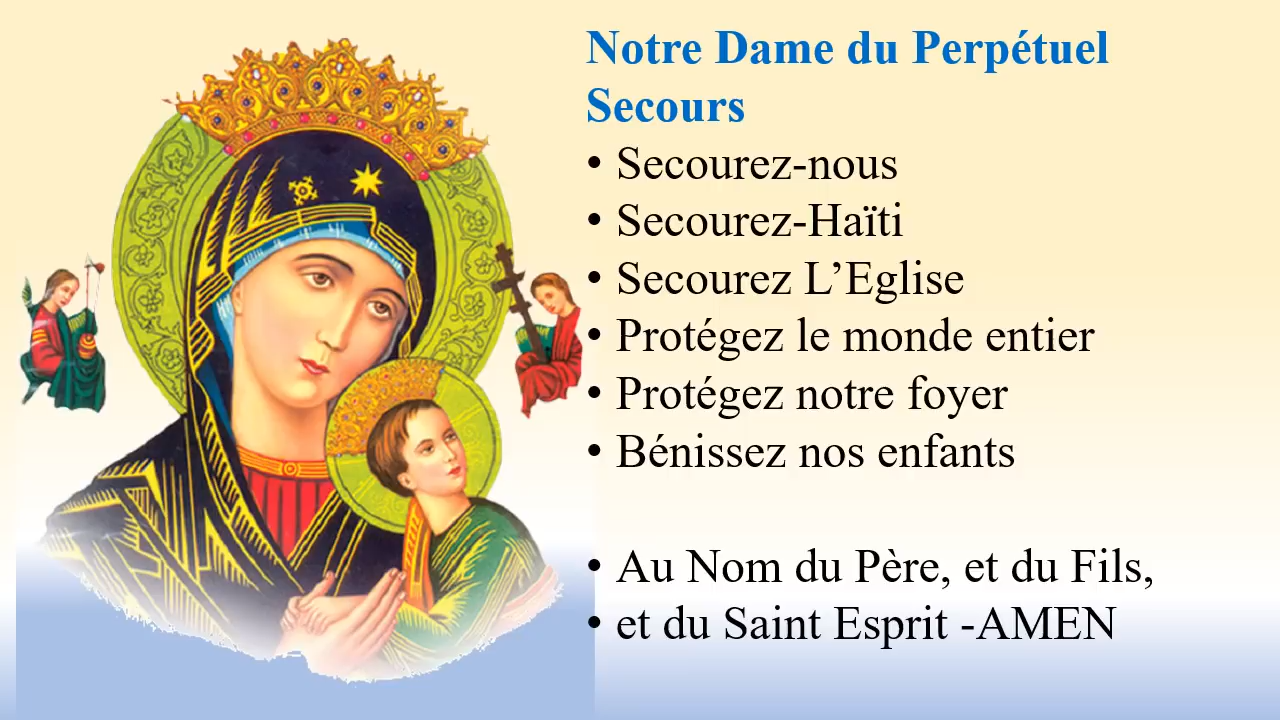 Notre Dame du Perpétuel
Secours
• Secourez-nous
• Secourez-Haïti
• Secourez L’Eglise
• Protégez le monde entier
• Protégez notre foyer
• Bénissez nos enfants
• Au Nom du Père, et du Fils,
• et du Saint Esprit -AMEN